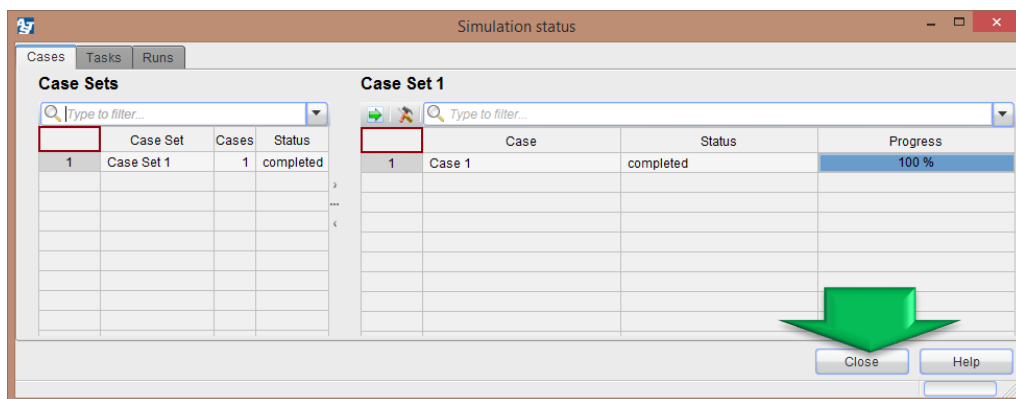 Simulation status
Cases Tasks Runs
Case Sets
Type to filter...
Case Set Cases Status
1 Case Set 1 1 completed
Case Set 1
Type to filter...
Case Status Progress
1 Case 1 completed 100 %
Close Help